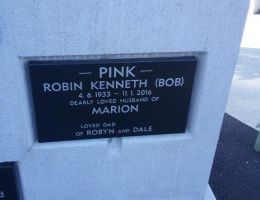 — PINK —
ROBIN KENNETH (BOB)
4. 6. 1933 — 11. 1. 2016
DEARLY LOVED HUSBAND OF
MARION
LOVED DAD
OF ROBYN AND DALE